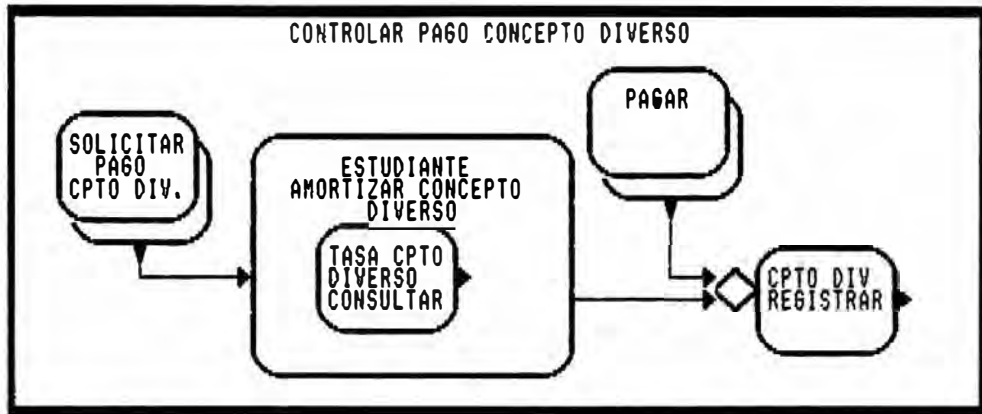 CONTROLAR PAGO CONCEPTO DIVERSO
SOLICITAR
PAGO
CPTO DIV.
ESTUDIANTE
AMORTIZAR CONCEPTO
DIVERSO
TASA CPTO
DIVERSO
CONSULTAR
PAGAR
CPTO DIV
REGISTRAR